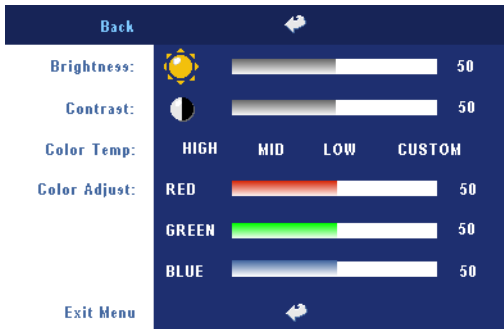 Back
Brightness: 50
Contrast: 50
Color Temp: HIGH MID LOW CUSTOM
Color Adjust: RED 50
GREEN 50
BLUE 50
Exit Menu